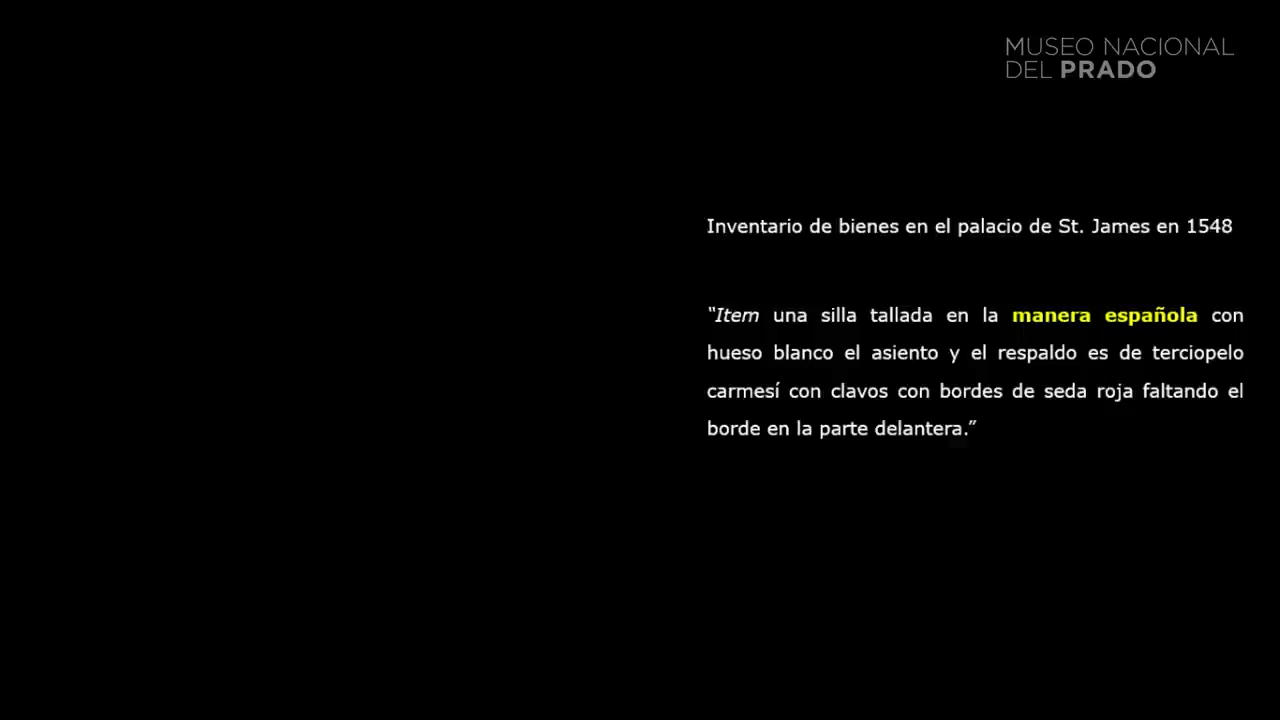 MUSEO NACIONAL
DEL PRADO
Inventario de bienes en el palacio de St. James en 1548
“Item una silla tallada en la manera española con
hueso blanco el asiento y el respaldo es de terciopelo
carmesí con clavos con bordes de seda roja faltando el
borde en la parte delantera.”